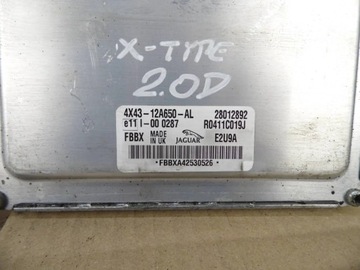 X-TYPE
2.0D
4X43-12A650-AL 28012892
e11 I-00 0287 R0411C019J
FBBX MADE IN UK JAGUAR E2U9A
*FBBXA42530526*